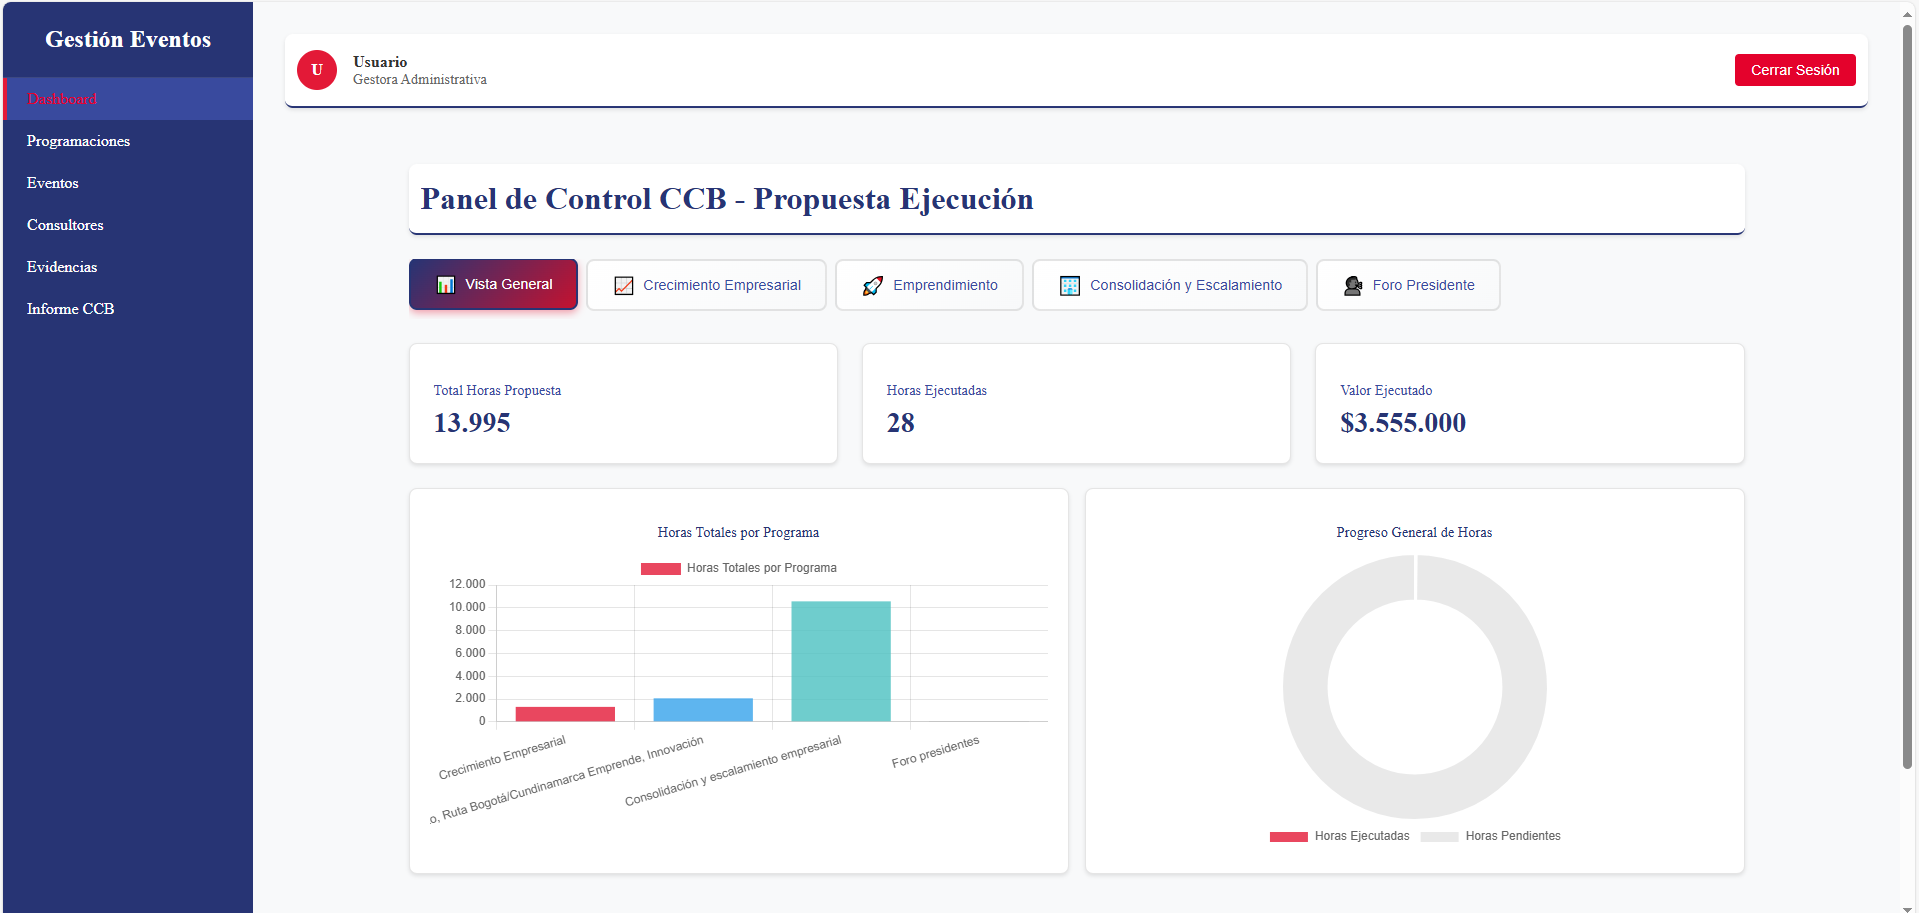 Gestión Eventos
Dashboard
Programaciones
Eventos
Consultores
Evidencias
Informe CCB
U
Usuario
Gestora Administrativa
Cerrar Sesión
Panel de Control CCB - Propuesta Ejecución
Vista General
Crecimiento Empresarial
Emprendimiento
Consolidación y Escalamiento
Foro Presidente
Total Horas Propuesta
13.995
Horas Ejecutadas
28
Valor Ejecutado
$3.555.000
Horas Totales por Programa
Horas Totales por Programa
12.000
10.000
8.000
6.000
4.000
2.000
0
Crecimiento Empresarial
o, Ruta Bogotá/Cundinamarca Emprende, Innovación
Consolidación y escalamiento empresarial
Foro presidentes
Progreso General de Horas
Horas Ejecutadas
Horas Pendientes